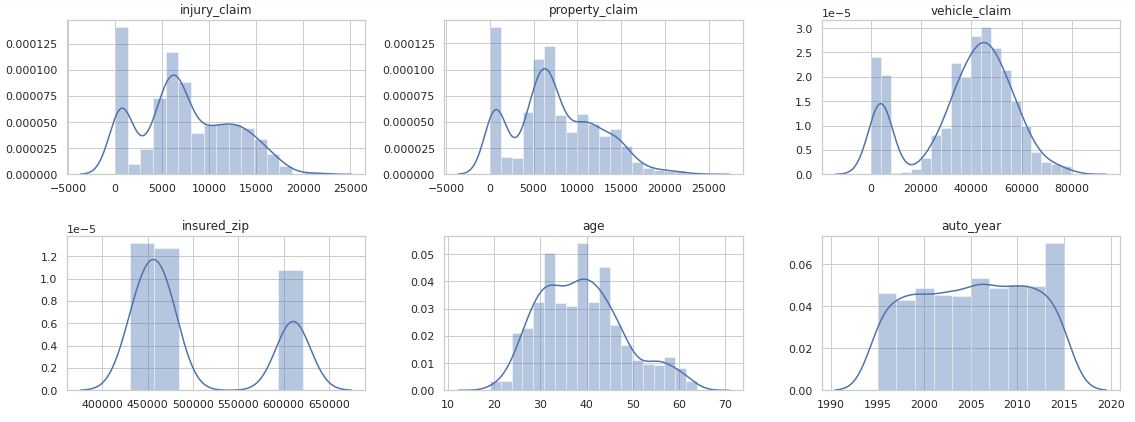 injury_claim
0.000125
0.000100
0.000075
0.000050
0.000025
0.000000
−5000 0 5000 10000 15000 20000 25000
property_claim
0.000125
0.000100
0.000075
0.000050
0.000025
0.000000
−5000 0 5000 10000 15000 20000 25000
vehicle_claim
1e−5
3.0
2.5
2.0
1.5
1.0
0.5
0.0
0 20000 40000 60000 80000
insured_zip
1e−5
1.2
1.0
0.8
0.6
0.4
0.2
0.0
400000 450000 500000 550000 600000 650000
age
0.05
0.04
0.03
0.02
0.01
0.00
10 20 30 40 50 60 70
auto_year
0.06
0.04
0.02
0.00
1990 1995 2000 2005 2010 2015 2020